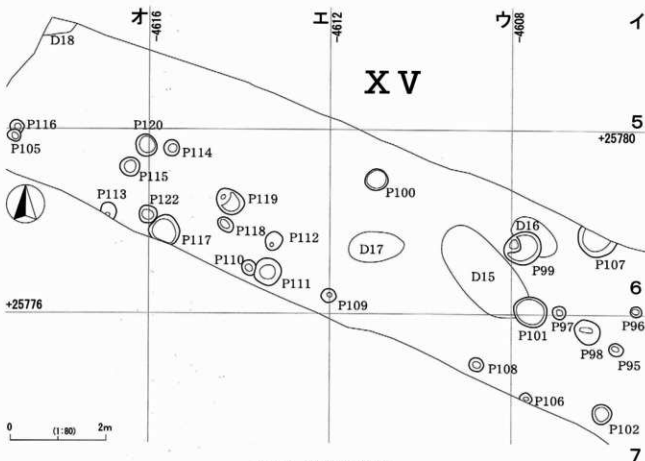 オ
エ
ウ
イ
-4616
-4612
-4608
D18
XV
5
+25780
P116
P105
P120
P114
P115
P100
P113
P122
P119
P118
P117
P112
D17
D16
P99
P107
P110
P111
D15
6
+25776
P109
P101
P97
P96
P98
P95
P108
P106
P102
0
(1:80)
2m
7